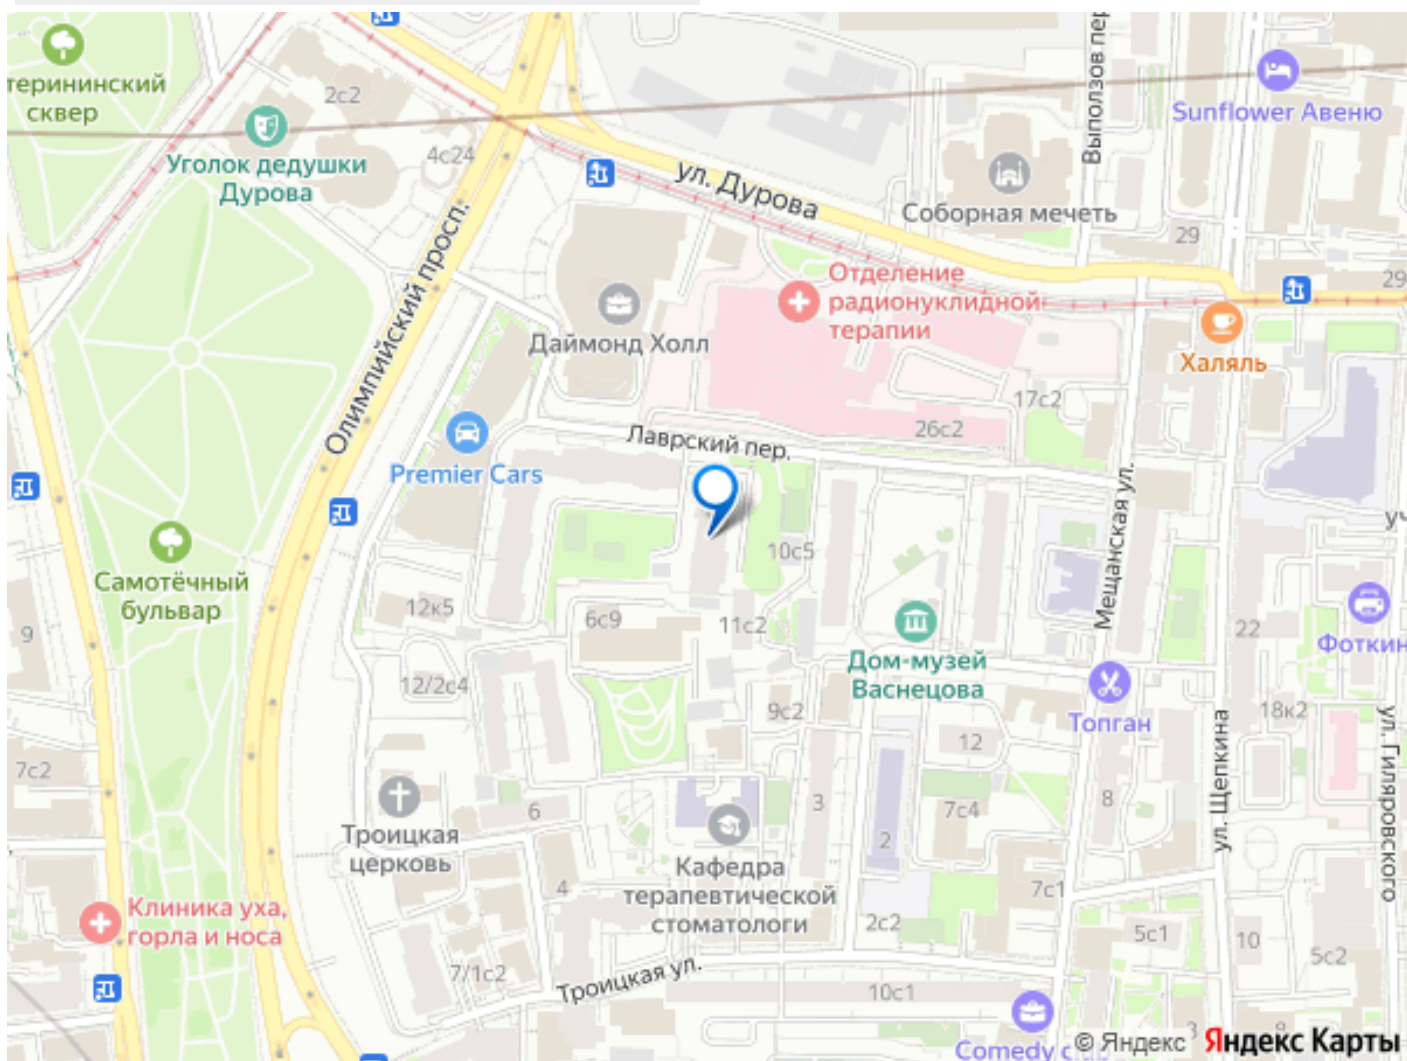 теринский
сквер
2с2
Уголок дедушки
Дурова
4с24
Олимпийский просп.
ул. Дурова
Выползов пер
Sunflower Авеню
Соборная мечеть
29
29
Отделение
радионуклидной
терапии
Даймонд Холл
Халяль
17с2
26с2
Лаврский пер.
Premier Cars
Мещанская ул.
10с5
Самотёчный
бульвар
9
12к5
6с9
11с2
22
Фоткин
Дом-музей
Васнецова
12/2с4
9с2
Топган
18к2
ул. Щепкина
ул. Гиляровского
12
7с2
6
3
2
7с4
8
Троицкая
церковь
Кафедра
терапевтической
стоматологи
4
7с1
Клиника уха,
горла и носа
2с2
5с1
10
5с2
7/1с2
Троицкая ул.
10с1
Comedy c
© Яндекс
3
Яндекс Карты